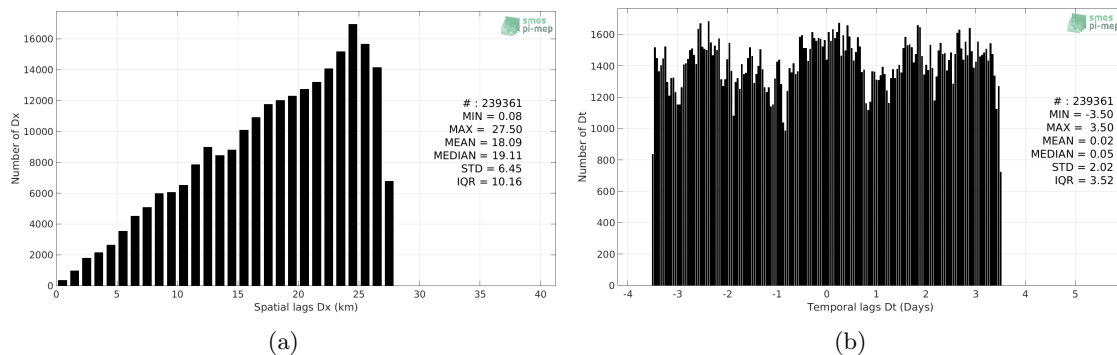 smos
pi-mep
16000
14000
12000
10000
8000
6000
4000
2000
0
Number of Dx
# : 239361
MIN = 0.08
MAX = 27.50
MEAN = 18.09
MEDIAN = 19.11
STD = 6.45
IQR = 10.16
0 5 10 15 20 25 30 35 40
Spatial lags Dx (km)
(a)
smos
pi-mep
1600
1400
1200
1000
800
600
400
200
0
Number of Dt
# : 239361
MIN = -3.50
MAX = 3.50
MEAN = 0.02
MEDIAN = 0.05
STD = 2.02
IQR = 3.52
-4 -3 -2 -1 0 1 2 3 4 5
Temporal lags Dt (Days)
(b)